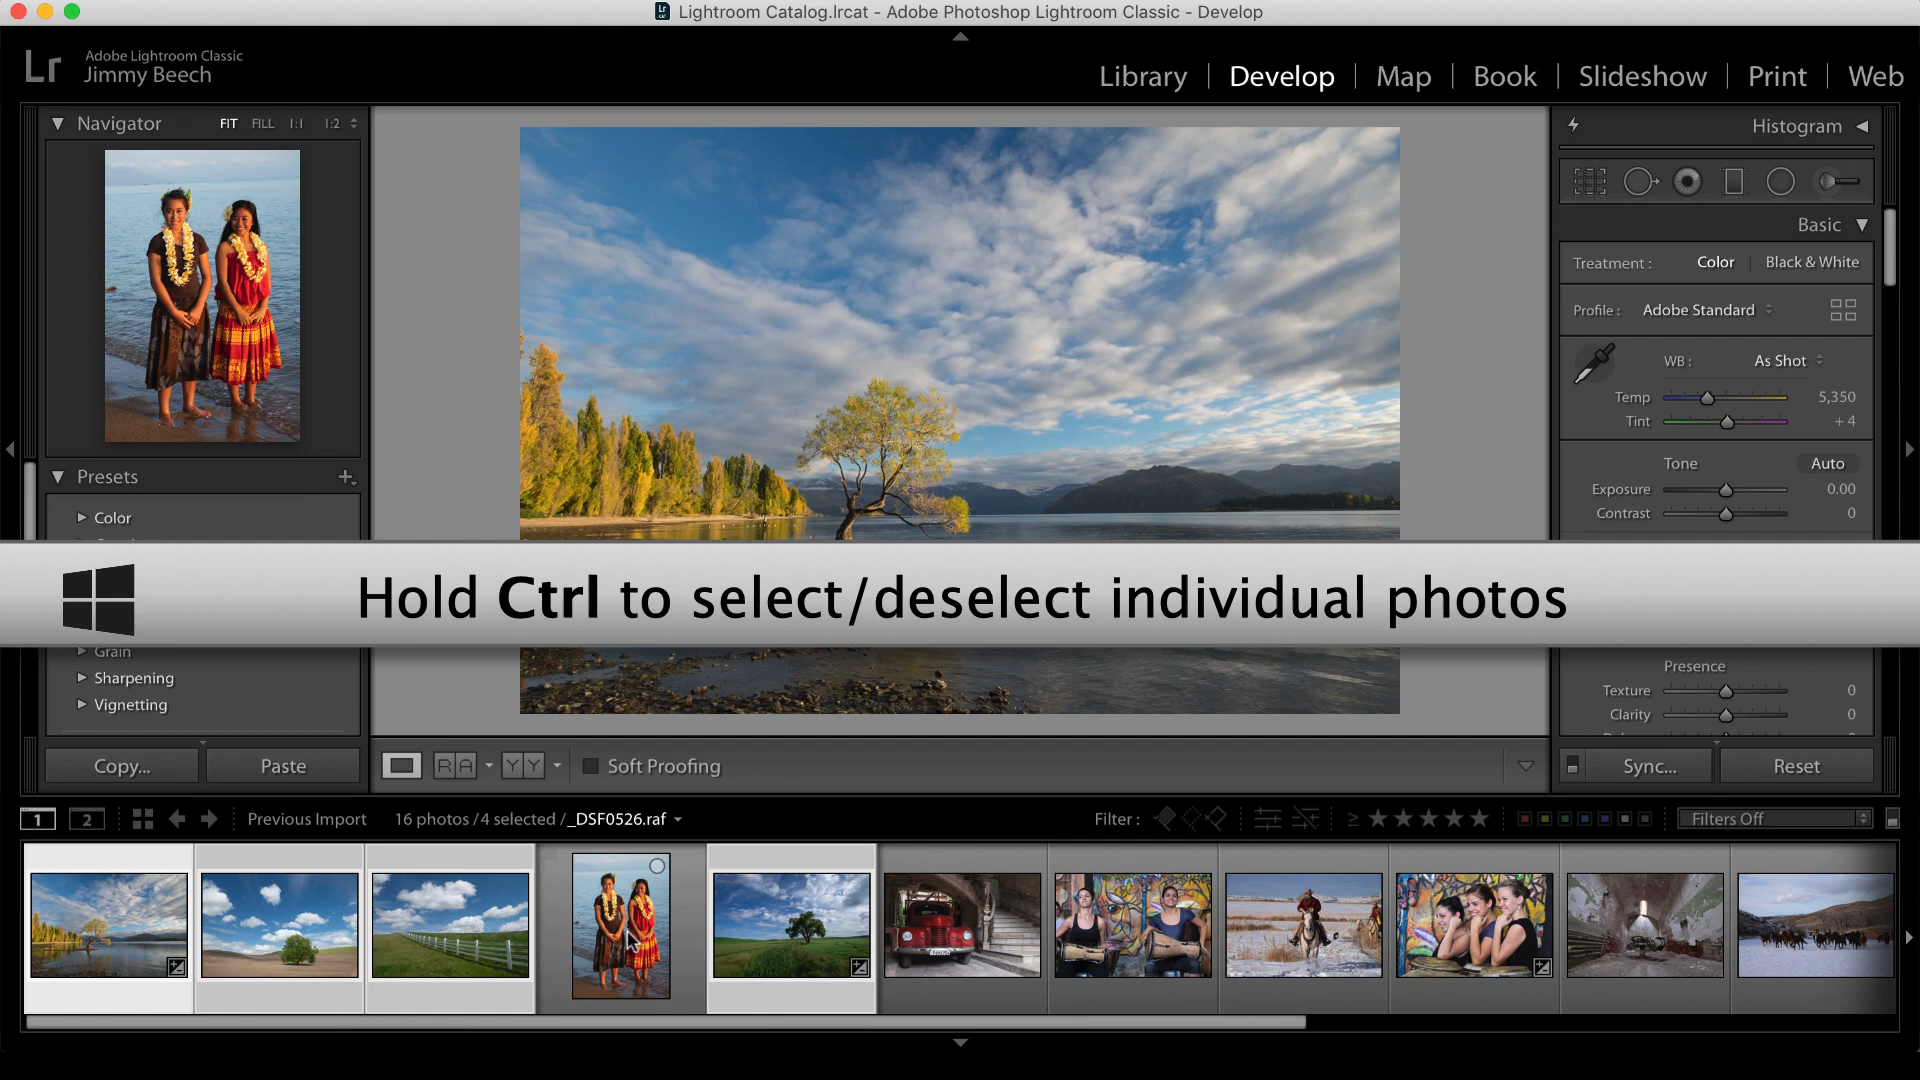 Lightroom Catalog.lrcat - Adobe Photoshop Lightroom Classic - Develop
Lr
Adobe Lightroom Classic
Jimmy Beech
Library | Develop | Map | Book | Slideshow | Print | Web
Navigator FIT FILL 1:1 1:2
Histogram
Basic
Treatment : Color Black & White
Profile : Adobe Standard
WB : As Shot
Temp 5,350
Tint + 4
Tone Auto
Exposure 0.00
Contrast 0
Presets
Color
Hold Ctrl to select/deselect individual photos
Grain
Sharpening
Vignetting
Presence
Texture 0
Clarity 0
Copy... Paste
R A Y Y Soft Proofing
Sync... Reset
1 2 Previous Import 16 photos / 4 selected / _DSF0526.raf
Filter : ≥ ★★★★★ Filters Off